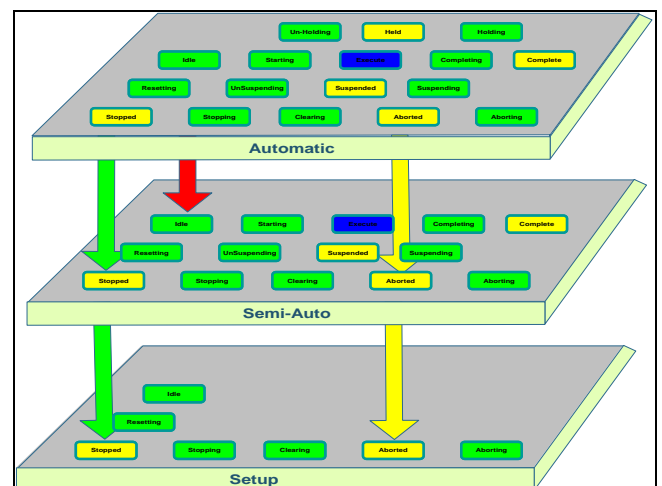 Un-Holding Held Holding
Idle Starting Execute Completing Complete
Resetting UnSuspending Suspended Suspending
Stopped Stopping Clearing Aborted Aborting
Automatic
Idle Starting Execute Completing Complete
Resetting UnSuspending Suspended Suspending
Stopped Stopping Clearing Aborted Aborting
Semi-Auto
Idle
Resetting
Stopped Stopping Clearing Aborted Aborting
Setup